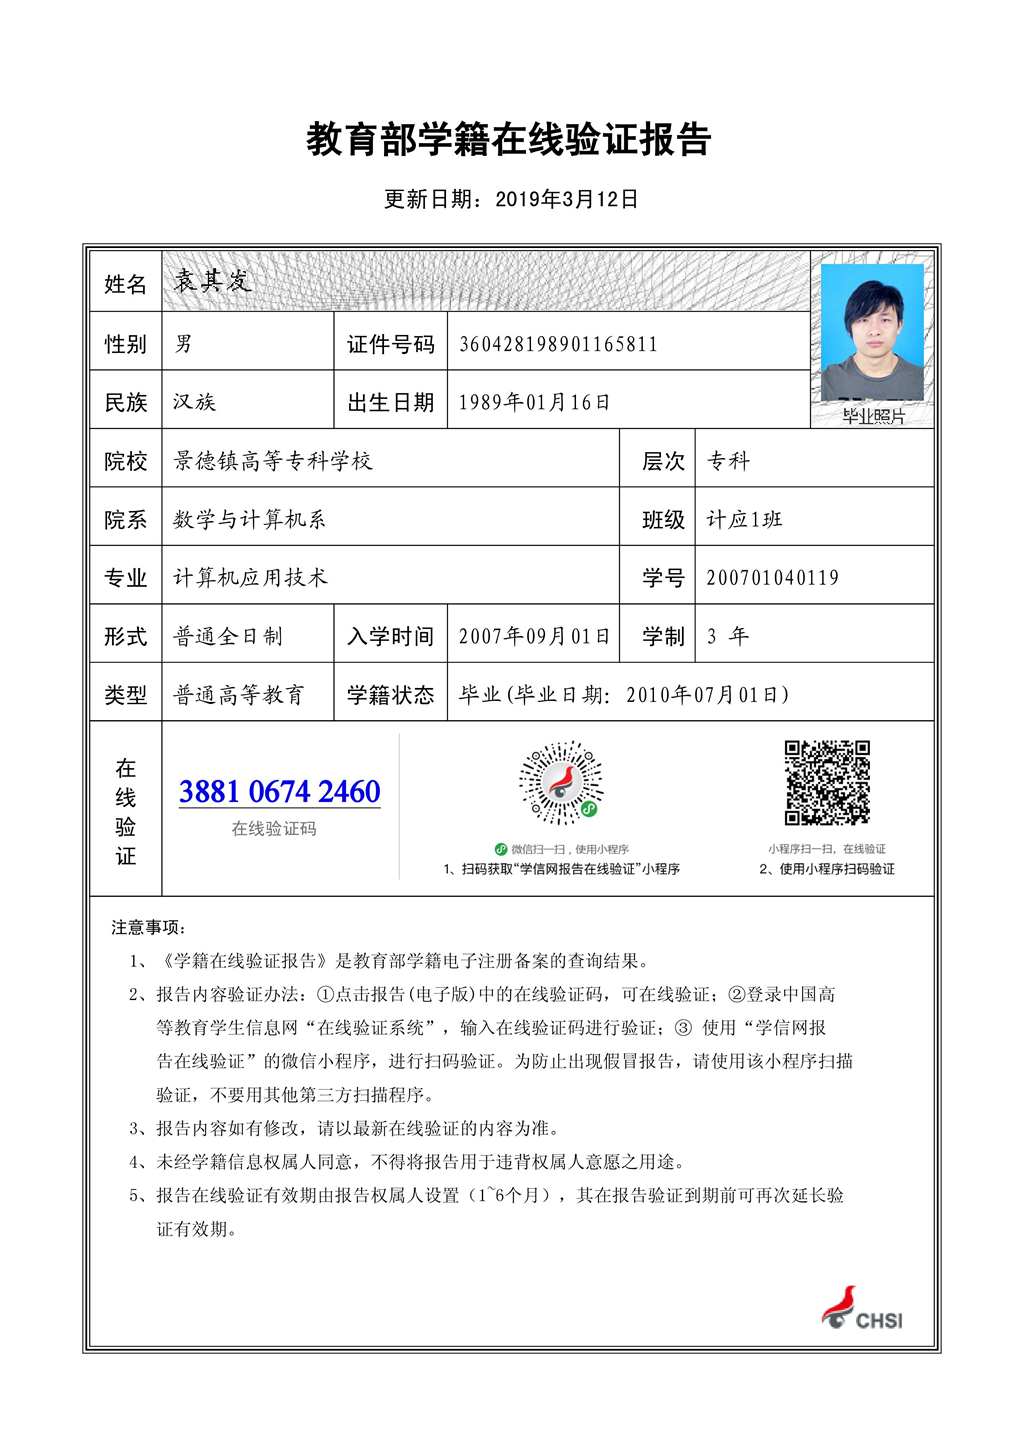 教育部学籍在线验证报告
更新日期：2019年3月12日
姓名 袁其发
性别 男 证件号码 360428198901165811
民族 汉族 出生日期 1989年01月16日
毕业照片
院校 景德镇高等专科学校 层次 专科
院系 数学与计算机系 班级 计应1班
专业 计算机应用技术 学号 200701040119
形式 普通全日制 入学时间 2007年09月01日 学制 3 年
类型 普通高等教育 学籍状态 毕业(毕业日期：2010年07月01日)
在线验证
3881 0674 2460
在线验证码
微信扫一扫，使用小程序
1、扫码获取“学信网报告在线验证”小程序
小程序扫一扫，在线验证
2、使用小程序扫码验证
注意事项：
1、《学籍在线验证报告》是教育部学籍电子注册备案的查询结果。
2、报告内容验证办法：①点击报告(电子版)中的在线验证码，可在线验证；②登录中国高
等教育学生信息网“在线验证系统”，输入在线验证码进行验证；③ 使用“学信网报
告在线验证”的微信小程序，进行扫码验证。为防止出现假冒报告，请使用该小程序扫描
验证，不要用其他第三方扫描程序。
3、报告内容如有修改，请以最新在线验证的内容为准。
4、未经学籍信息权属人同意，不得将报告用于违背权属人意愿之用途。
5、报告在线验证有效期由报告权属人设置（1~6个月），其在报告验证到期前可再次延长验
证有效期。
CHSI